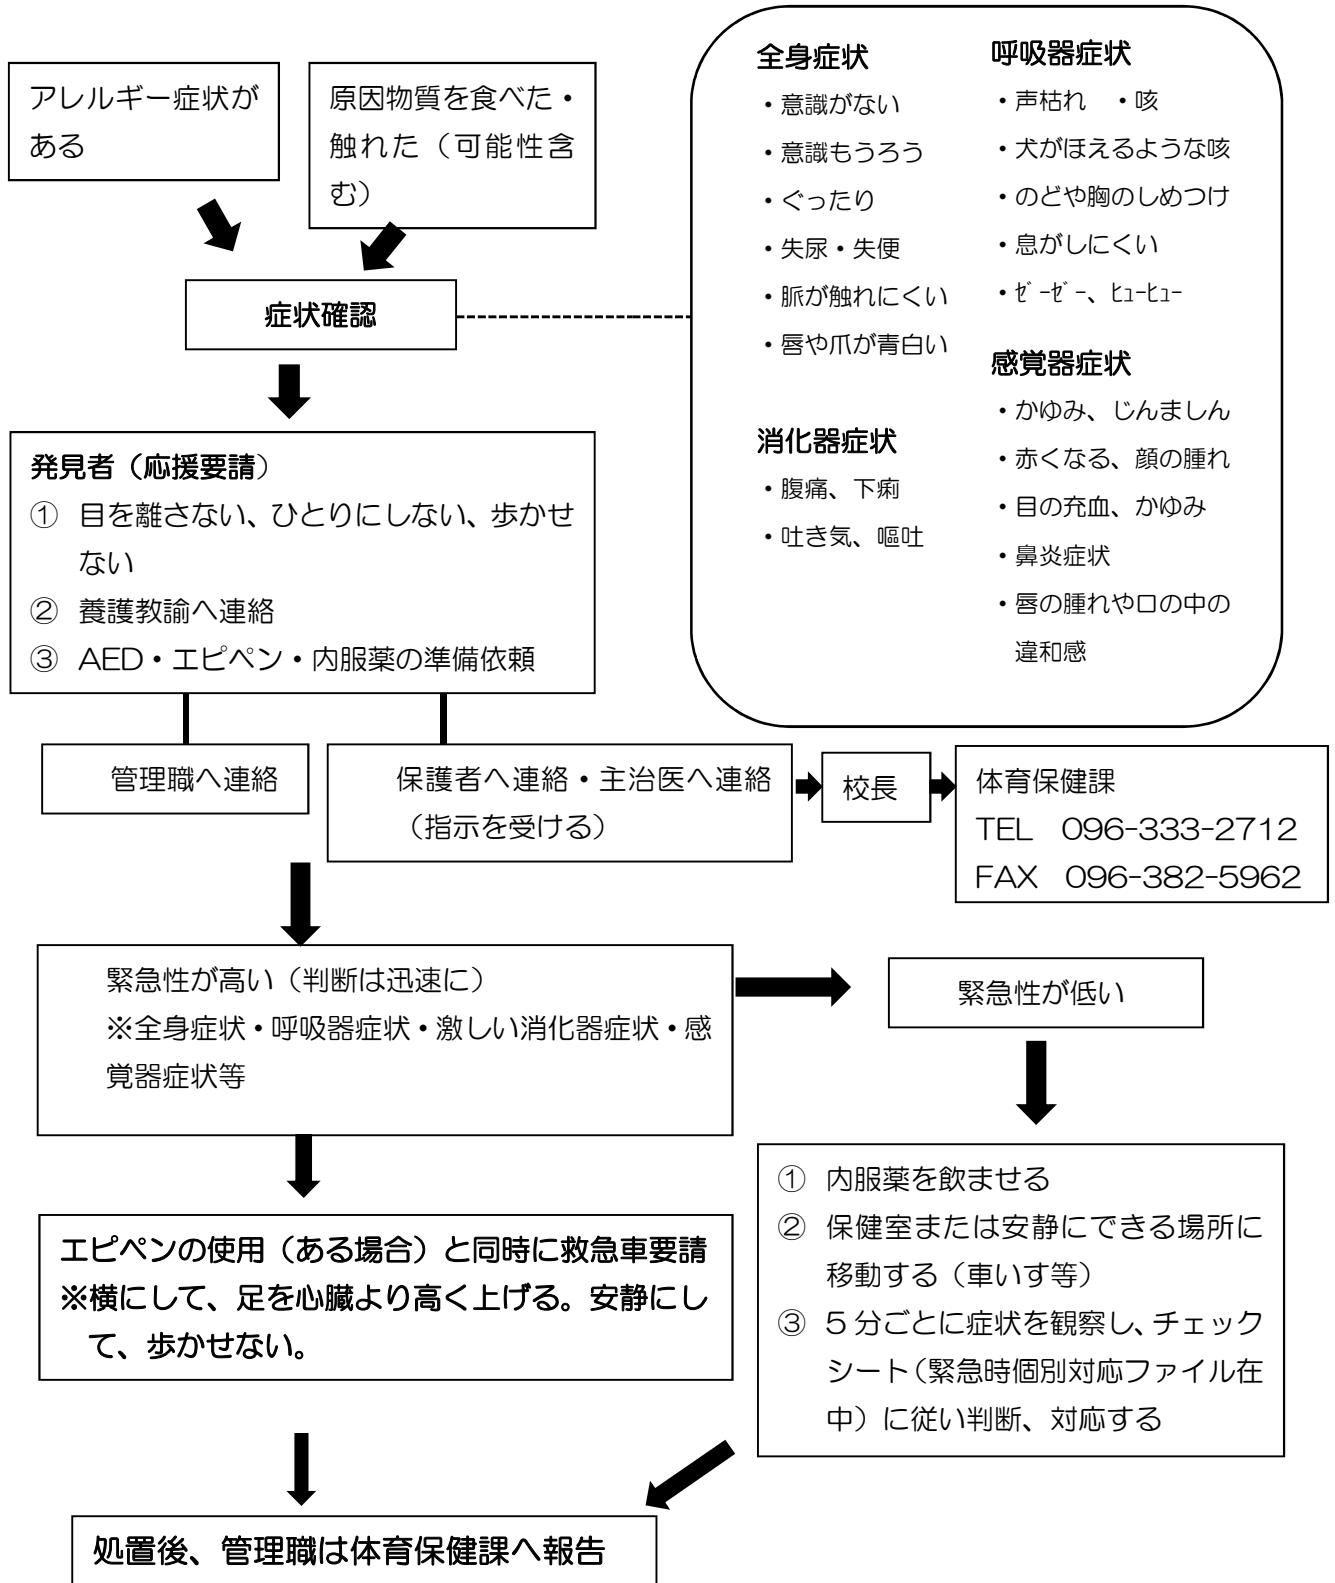 アレルギー症状が
ある
原因物質を食べた・
触れた（可能性含
む）
症状確認
全身症状
・意識がない
・意識もうろう
・ぐったり
・失尿・失便
・脈が触れにくい
・唇や爪が青白い
消化器症状
・腹痛、下痢
・吐き気、嘔吐
呼吸器症状
・声枯れ　・咳
・犬がほえるような咳
・のどや胸のしめつけ
・息がしにくい
・ｾﾞｰｾﾞｰ、ﾋｭｰﾋｭｰ
感覚器症状
・かゆみ、じんましん
・赤くなる、顔の腫れ
・目の充血、かゆみ
・鼻炎症状
・唇の腫れや口の中の
違和感
発見者（応援要請）
①　目を離さない、ひとりにしない、歩かせ
ない
②　養護教諭へ連絡
③　AED・エピペン・内服薬の準備依頼
管理職へ連絡
保護者へ連絡・主治医へ連絡
（指示を受ける）
校長
体育保健課
TEL　096-333-2712
FAX　096-382-5962
緊急性が高い（判断は迅速に）
※全身症状・呼吸器症状・激しい消化器症状・感
覚器症状等
緊急性が低い
エピペンの使用（ある場合）と同時に救急車要請
※横にして、足を心臓より高く上げる。安静にし
て、歩かせない。
①　内服薬を飲ませる
②　保健室または安静にできる場所に
移動する（車いす等）
③　5分ごとに症状を観察し、チェック
シート（緊急時個別対応ファイル在
中）に従い判断、対応する
処置後、管理職は体育保健課へ報告